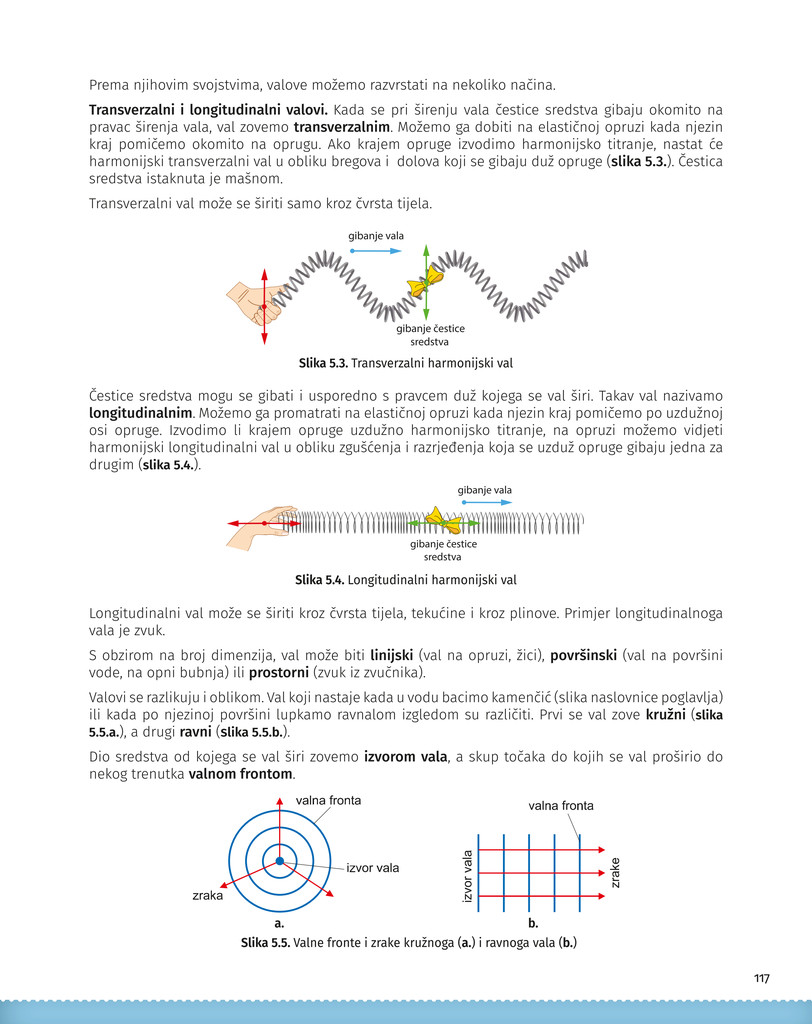 Prema njihovim svojstvima, valove možemo razvrstati na nekoliko načina.
Transverzalni i longitudinalni valovi. Kada se pri širenju vala čestice sredstva gibaju okomito na
pravac širenja vala, val zovemo transverzalnim. Možemo ga dobiti na elastičnoj opruzi kada njezin
kraj pomičemo okomito na oprugu. Ako krajem opruge izvodimo harmonijsko titranje, nastat će
harmonijski transverzalni val u obliku bregova i dolova koji se gibaju duž opruge (slika 5.3.). Čestica
sredstva istaknuta je mašnom.
Transverzalni val može se širiti samo kroz čvrsta tijela.
gibanje vala
gibanje čestice
sredstva
Slika 5.3. Transverzalni harmonijski val
Čestice sredstva mogu se gibati i usporedno s pravcem duž kojega se val širi. Takav val nazivamo
longitudinalnim. Možemo ga promatrati na elastičnoj opruzi kada njezin kraj pomičemo po uzdužnoj
osi opruge. Izvodimo li krajem opruge uzdužno harmonijsko titranje, na opruzi možemo vidjeti
harmonijski longitudinalni val u obliku zgušćenja i razrjeđenja koja se uzduž opruge gibaju jedna za
drugim (slika 5.4.).
gibanje vala
gibanje čestice
sredstva
Slika 5.4. Longitudinalni harmonijski val
Longitudinalni val može se širiti kroz čvrsta tijela, tekućine i kroz plinove. Primjer longitudinalnoga
vala je zvuk.
S obzirom na broj dimenzija, val može biti linijski (val na opruzi, žici), površinski (val na površini
vode, na opni bubnja) ili prostorni (zvuk iz zvučnika).
Valovi se razlikuju i oblikom. Val koji nastaje kada u vodu bacimo kamenčić (slika naslovnice poglavlja)
ili kada po njezinoj površini lupkamo ravnalom izgledom su različiti. Prvi se val zove kružni (slika
5.5.a.), a drugi ravni (slika 5.5.b.).
Dio sredstva od kojega se val širi zovemo izvorom vala, a skup točaka do kojih se val proširio do
nekog trenutka valnom frontom.
valna fronta
izvor vala
zraka
a.
valna fronta
izvor vala
zrake
b.
Slika 5.5. Valne fronte i zrake kružnoga (a.) i ravnoga vala (b.)
117